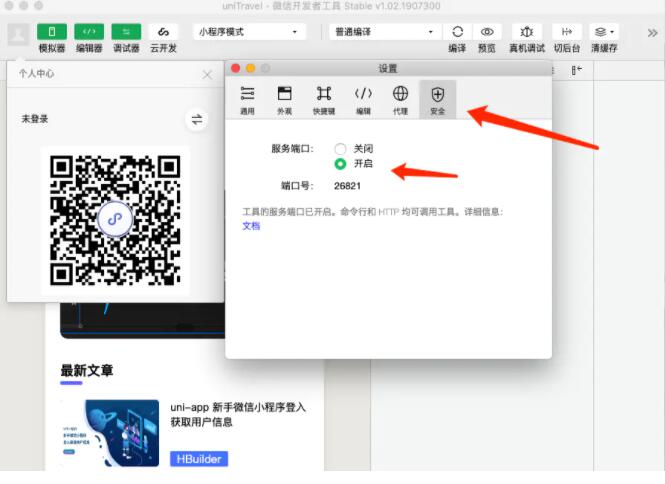 uniTravel - 微信开发者工具 Stable v1.02.1907300
小程序模式
普通编译
模拟器 编辑器 调试器 云开发
编译 预览 真机调试 切后台 清缓存
个人中心
未登录
设置
通用 外观 快捷键 编辑 代理 安全
服务端口: 关闭
开启
端口号: 26821
工具的服务端口已开启。命令行和 HTTP 均可调用工具。详细信息:
文档
最新文章
uni-app 新手微信小程序登入
获取用户信息
HBuilder